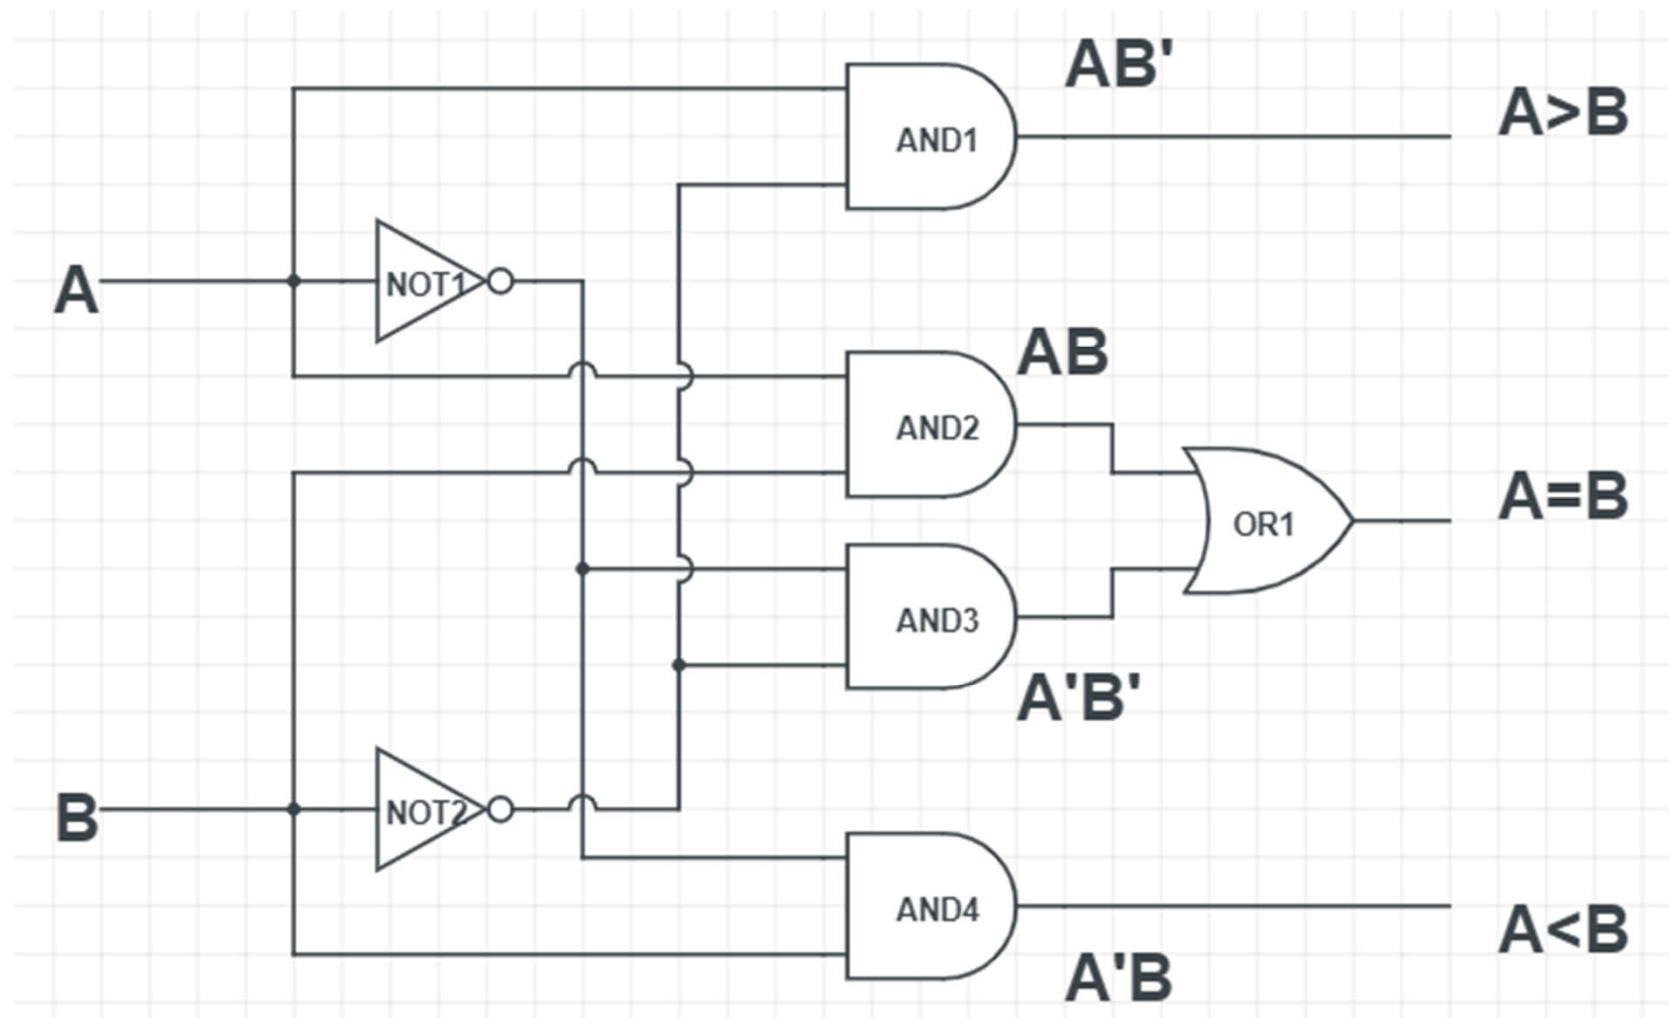 AB'
A>B
AND1
A
NOT1
AB
AND2
A=B
OR1
AND3
A'B'
B
NOT2
AND4
A<B
A'B